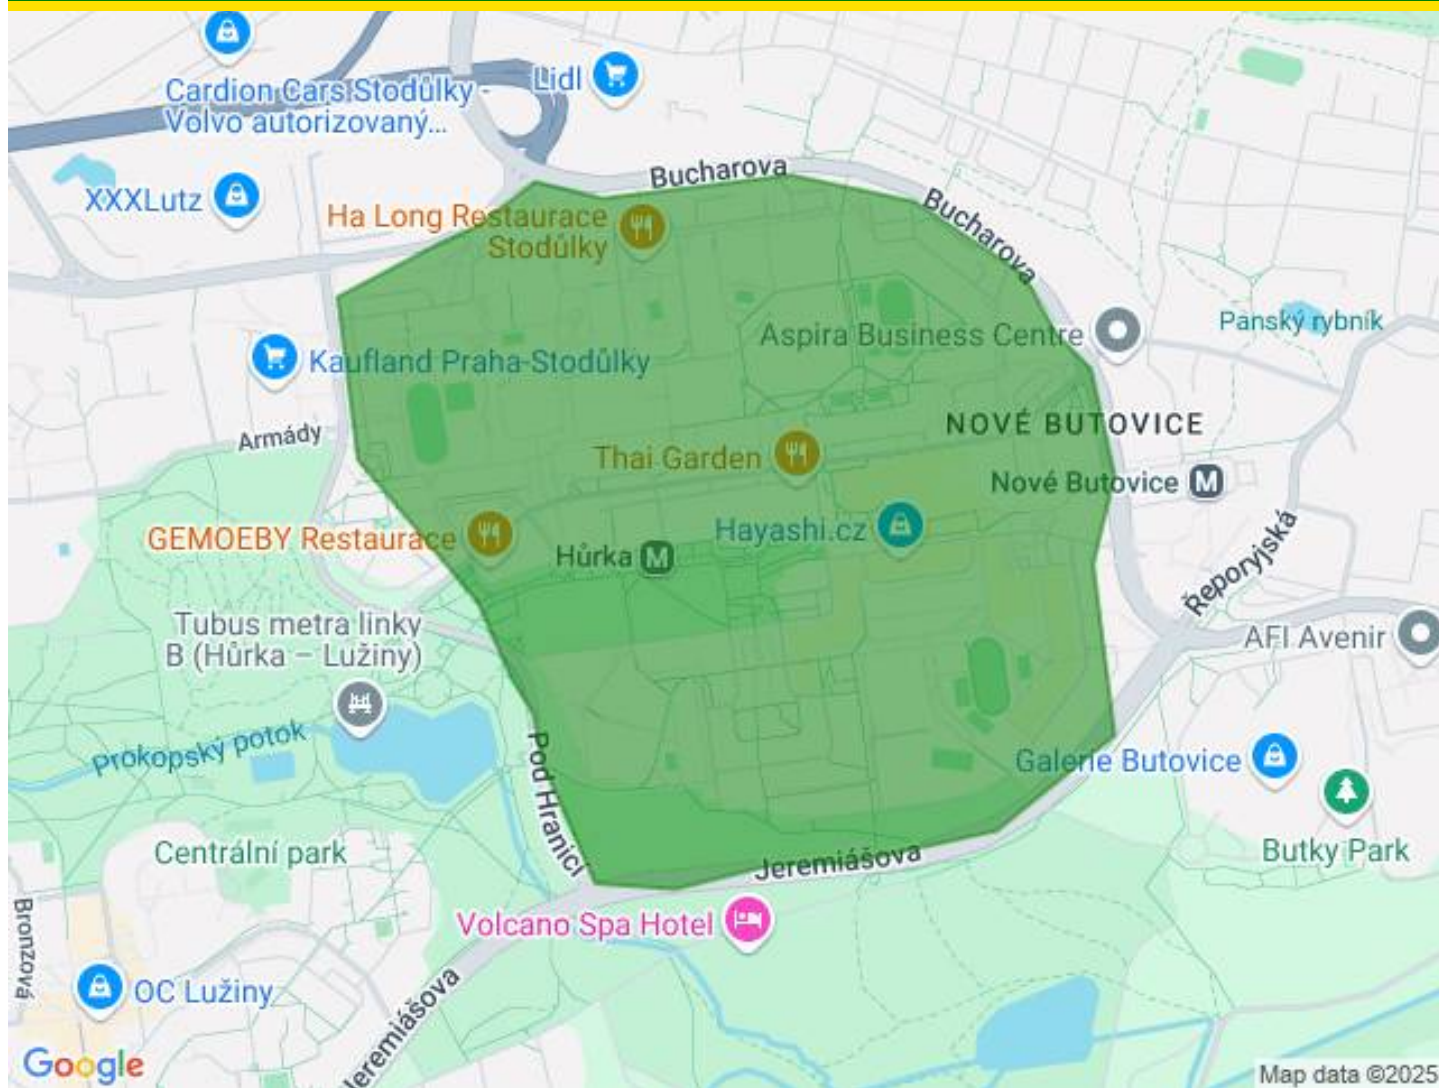 Cardion Cars Stodůlky -
Volvo autorizovaný...
Lidl
Bucharova
XXXLutz
Ha Long Restaurace
Stodůlky
Bucharova
Panský rybník
Aspira Business Centre
Kaufland Praha-Stodůlky
Armády
NOVÉ BUTOVICE
Thai Garden
Nové Butovice M
Hayashi.cz
GEMOEBY Restaurace
Hůrka M
Řeporyjská
Tubus metra linky
B (Hůrka – Lužiny)
AFI Avenir
Prokopský potok
Pod Hranicí
Galerie Butovice
Centrální park
Jeremiášova
Butky Park
Volcano Spa Hotel
Bronzová
OC Lužiny
Jeremiášova
Google
Map data ©2025